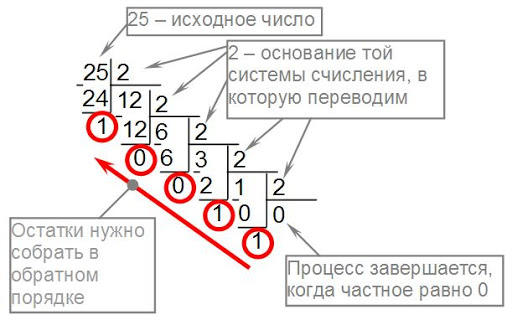 25 – исходное число
2 – основание той
системы счисления, в
которую переводим
25 2
24 12 2
1 12 6 2
0 6 3 2
0 2 1 2
1 0 0
1
Остатки нужно
собрать в
обратном
порядке
Процесс завершается,
когда частное равно 0